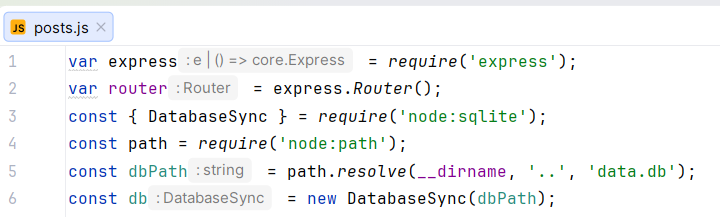 JS posts.js ×
1 var express : e | () => core.Express = require('express');
2 var router : Router = express.Router();
3 const { DatabaseSync } = require('node:sqlite');
4 const path = require('node:path');
5 const dbPath : string = path.resolve(__dirname, '..', 'data.db');
6 const db : DatabaseSync = new DatabaseSync(dbPath);